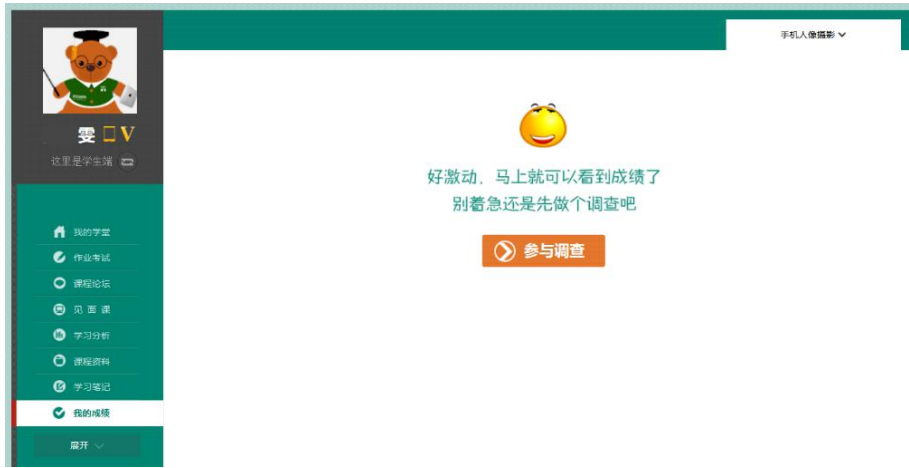 手机人像摄影
雯 V
这里是学生端
我的学堂
作业考试
课程论坛
见面课
学习分析
课程资料
学习笔记
我的成绩
展开
好激动，马上就可以看到成绩了
别着急还是先做个调查吧
参与调查